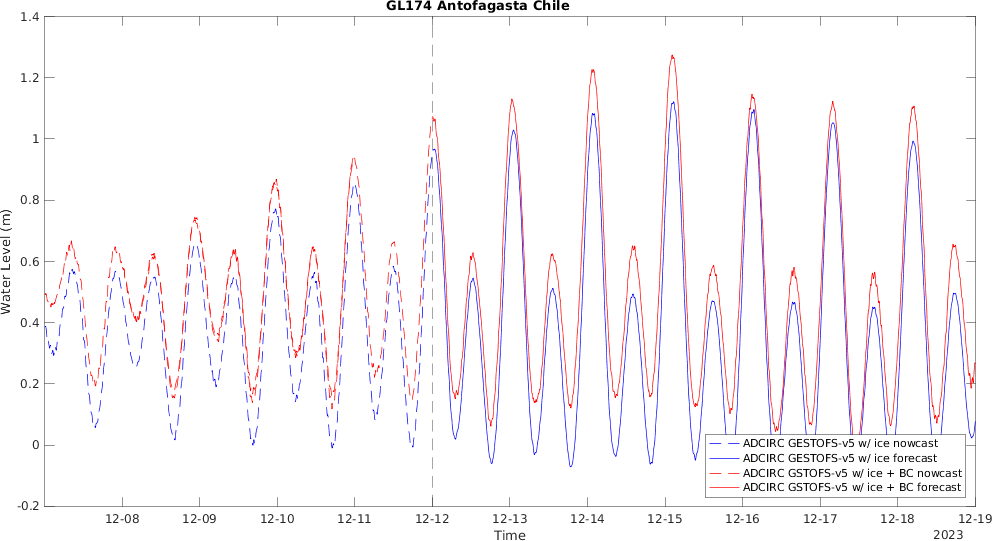 GL174 Antofagasta Chile
1.4
1.2
1
0.8
0.6
0.4
0.2
0
-0.2
Water Level (m)
ADCIRC GESTOFS-v5 w/ ice nowcast
ADCIRC GESTOFS-v5 w/ ice forecast
ADCIRC GSTOFS-v5 w/ ice + BC nowcast
ADCIRC GSTOFS-v5 w/ ice + BC forecast
12-08 12-09 12-10 12-11 12-12 12-13 12-14 12-15 12-16 12-17 12-18 12-19
Time
2023